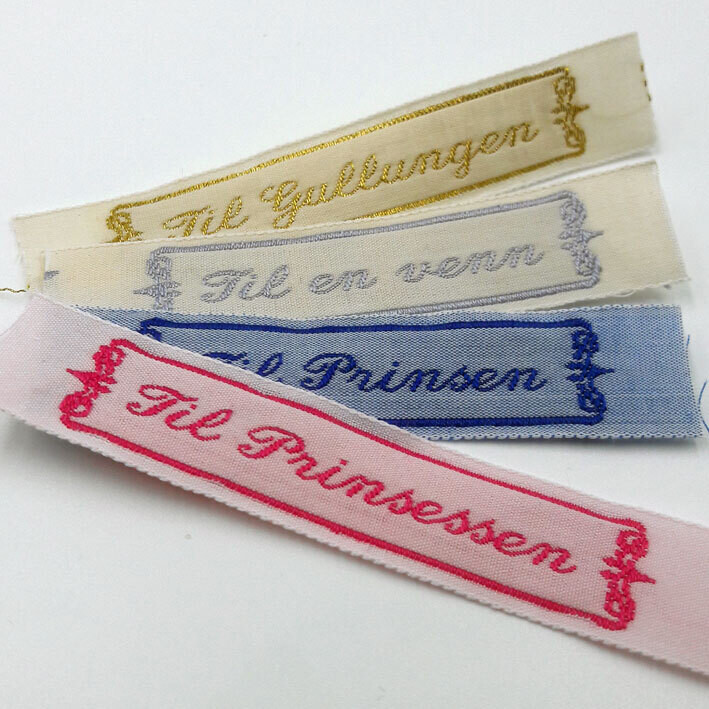 Til Gullungen
Til en venn
Til Prinsen
Til Prinsessen